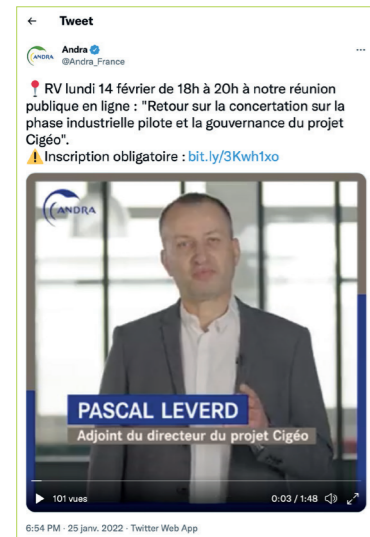 ← Tweet
ANDRA
Andra
@Andra_France
...
📍 RV lundi 14 février de 18h à 20h à notre réunion
publique en ligne : "Retour sur la concertation sur la
phase industrielle pilote et la gouvernance du projet
Cigéo".
⚠️Inscription obligatoire : bit.ly/3Kwh1xo
ANDRA
PASCAL LEVERD
Adjoint du directeur du projet Cigéo
101 vues
0:03 / 1:48
6:54 PM · 25 janv. 2022 · Twitter Web App